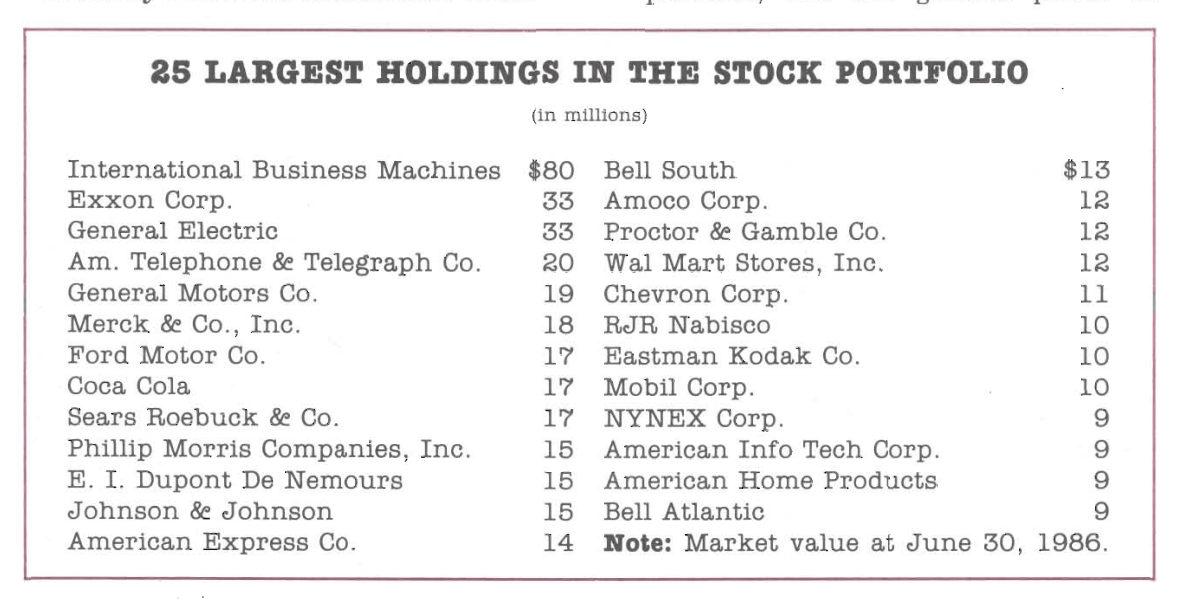 25 LARGEST HOLDINGS IN THE STOCK PORTFOLIO
(in millions)
International Business Machines $80
Exxon Corp. 33
General Electric 33
Am. Telephone & Telegraph Co. 20
General Motors Co. 19
Merck & Co., Inc. 18
Ford Motor Co. 17
Coca Cola 17
Sears Roebuck & Co. 17
Phillip Morris Companies, Inc. 15
E. I. Dupont De Nemours 15
Johnson & Johnson 15
American Express Co. 14
Bell South $13
Amoco Corp. 12
Proctor & Gamble Co. 12
Wal Mart Stores, Inc. 12
Chevron Corp. 11
RJR Nabisco 10
Eastman Kodak Co. 10
Mobil Corp. 10
NYNEX Corp. 9
American Info Tech Corp. 9
American Home Products 9
Bell Atlantic 9
Note: Market value at June 30, 1986.